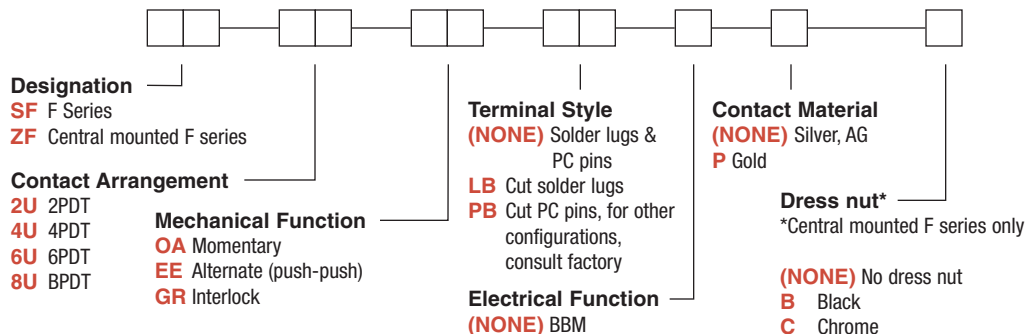 Designation
SF F Series
ZF Central mounted F series
Contact Arrangement
2U 2PDT
4U 4PDT
6U 6PDT
8U BPDT
Mechanical Function
OA Momentary
EE Alternate (push-push)
GR Interlock
Terminal Style
(NONE) Solder lugs &
PC pins
LB Cut solder lugs
PB Cut PC pins, for other
configurations,
consult factory
Electrical Function
(NONE) BBM
Contact Material
(NONE) Silver, AG
P Gold
Dress nut*
*Central mounted F series only
(NONE) No dress nut
B Black
C Chrome